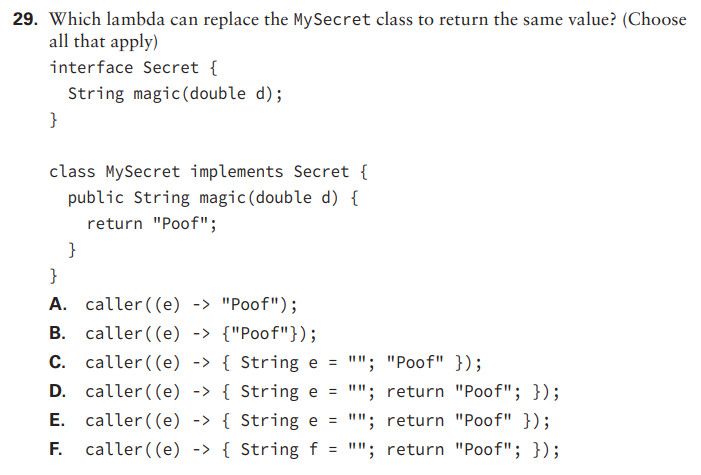 29. Which lambda can replace the MySecret class to return the same value? (Choose
all that apply)
interface Secret {
String magic(double d);
}
class MySecret implements Secret {
public String magic(double d) {
return "Poof";
}
}
A. caller((e) -> "Poof");
B. caller((e) -> {"Poof"});
C. caller((e) -> { String e = ""; "Poof" });
D. caller((e) -> { String e = ""; return "Poof"; });
E. caller((e) -> { String e = ""; return "Poof" });
F. caller((e) -> { String f = ""; return "Poof"; });